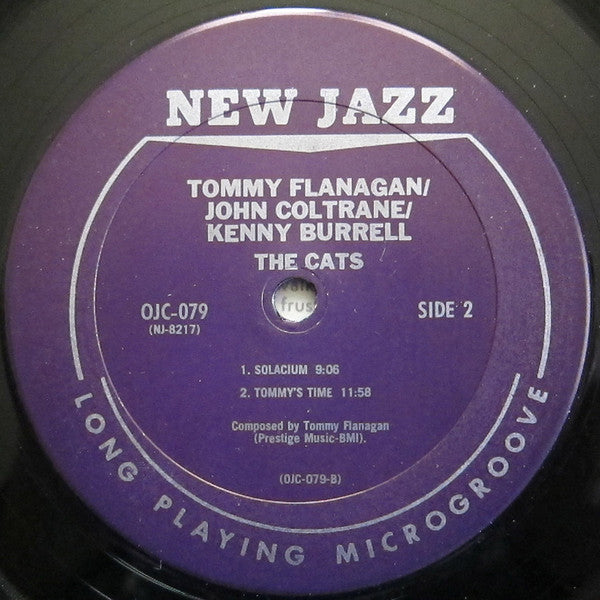 NEW JAZZ
TOMMY FLANAGAN/
JOHN COLTRANE/
KENNY BURRELL
THE CATS
OJC-079
(NJ-8217)
SIDE 2
frus
1. SOLACIUM 9:06
2. TOMMY'S TIME 11:58
Composed by Tommy Flanagan
(Prestige Music-BMI).
(OJC-079-B)
LONG PLAYING MICROGROOVE